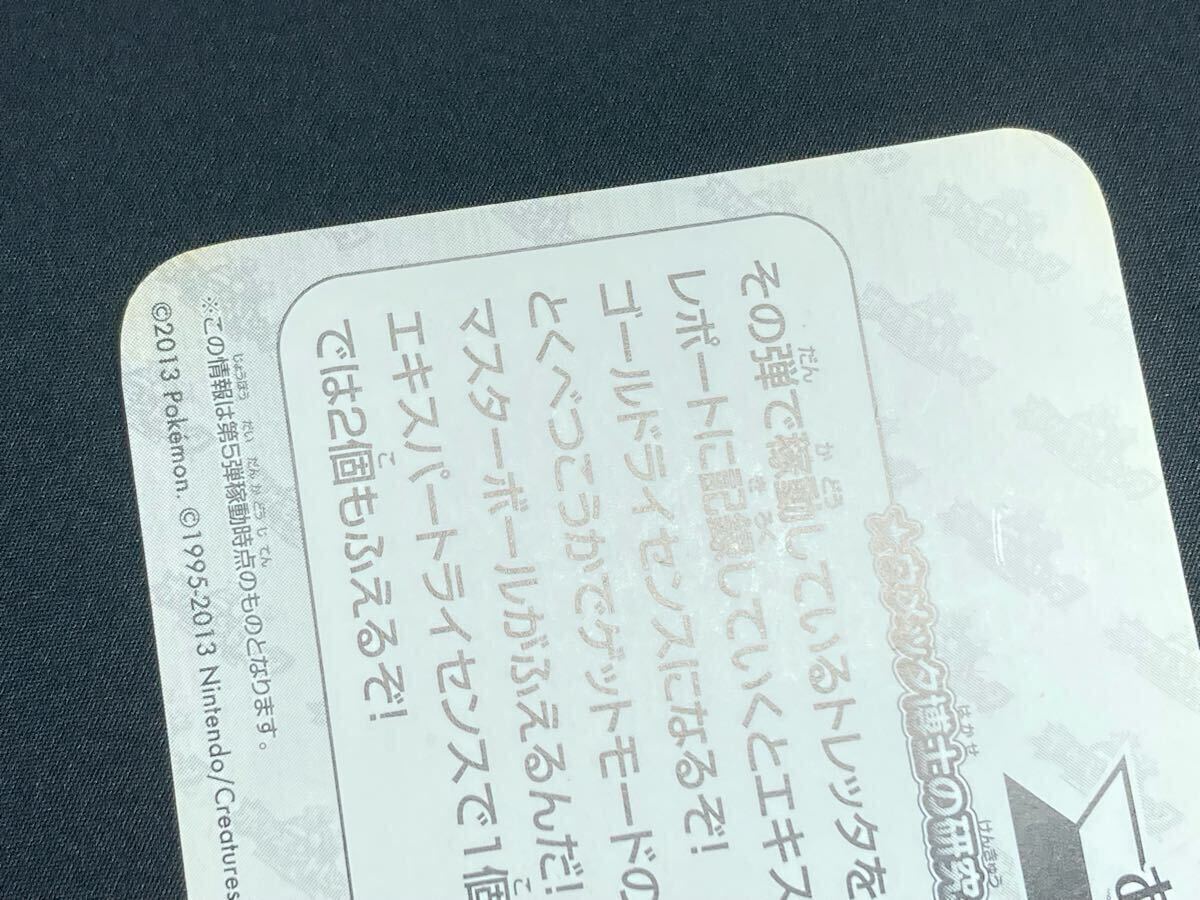 博士の研究
その弾で稼動しているトレッタを
レポートに記録していくとエキス
ゴールドライセンスになるぞ!
とくべつこうかでゲットモードの
マスターボールがふえるんだ!
エキスパートライセンスで1個
では2個もふえるぞ!
※この情報は第5弾稼動時点のものとなります。
©2013 Pokémon. ©1995-2013 Nintendo/Creatures